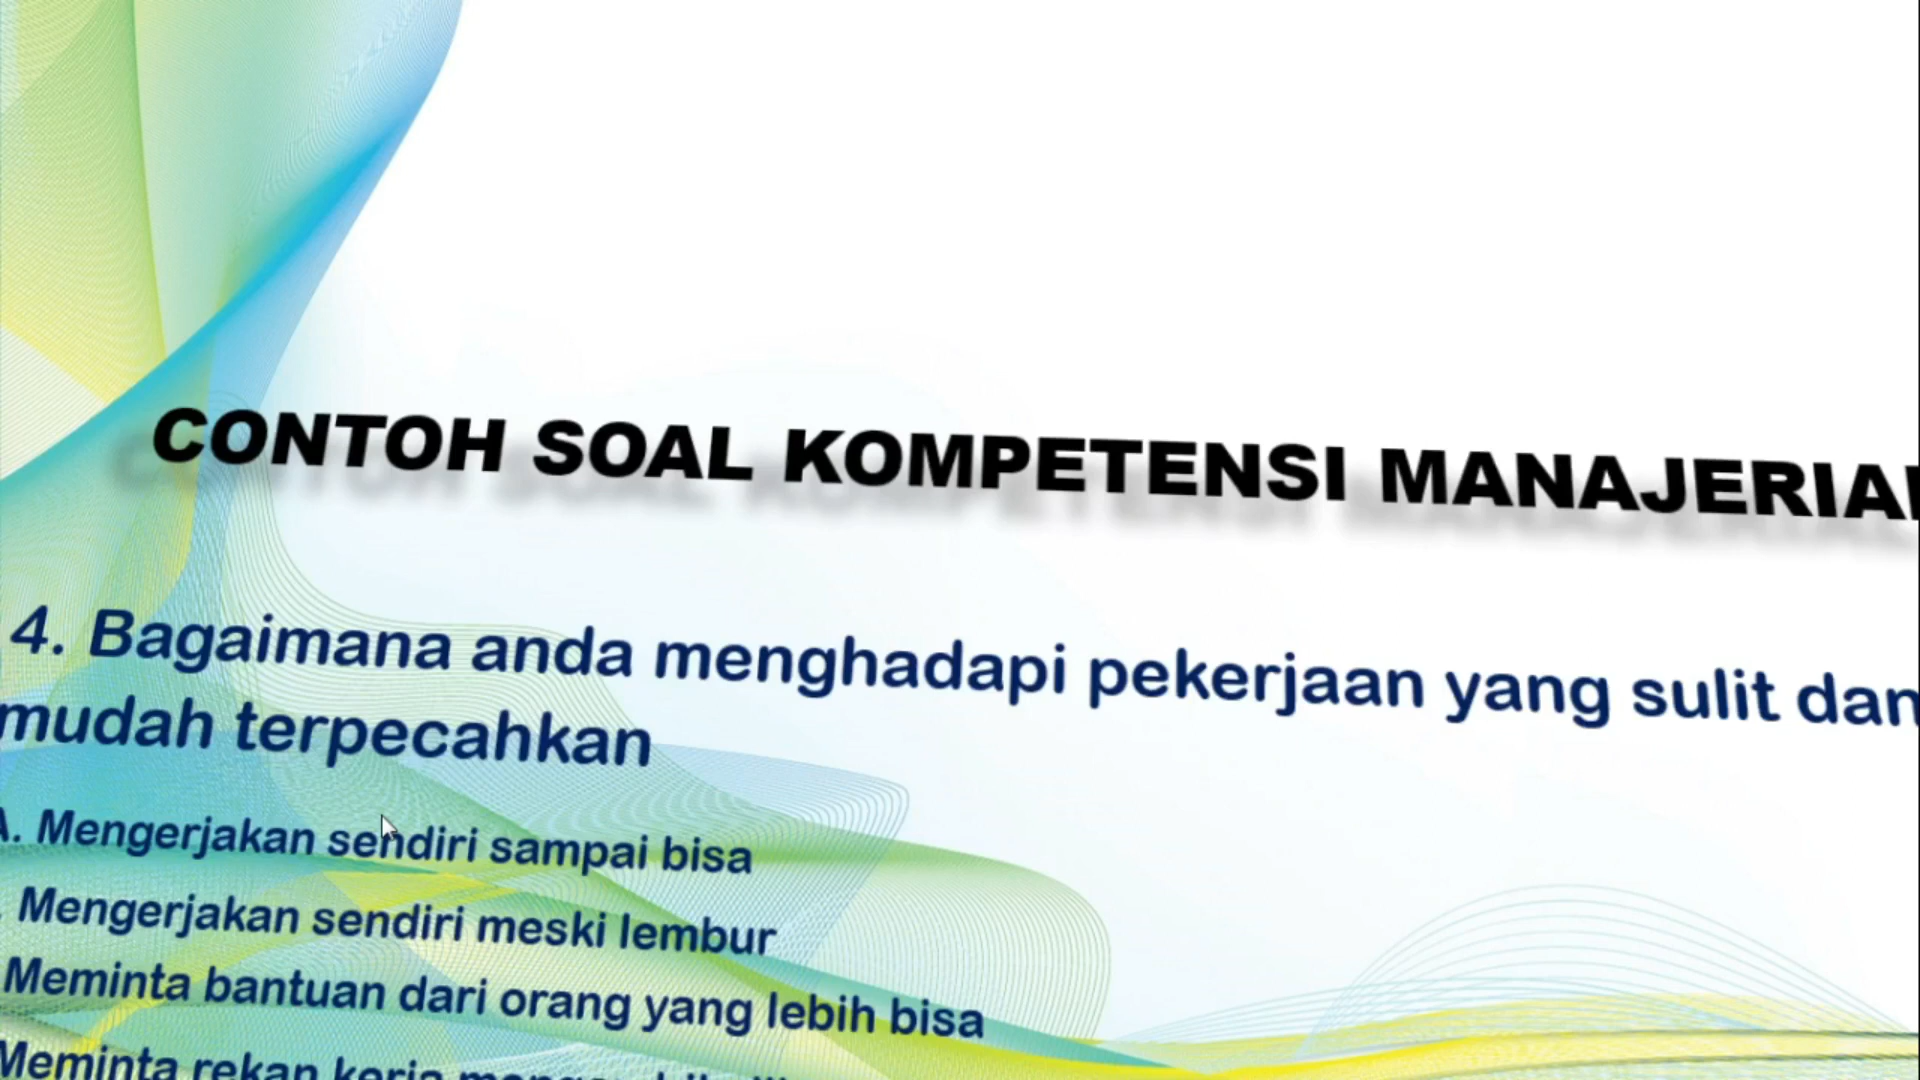 CONTOH SOAL KOMPETENSI MANAJERIAL
4. Bagaimana anda menghadapi pekerjaan yang sulit dan
mudah terpecahkan
A. Mengerjakan sendiri sampai bisa
Mengerjakan sendiri meski lembur
Meminta bantuan dari orang yang lebih bisa
Meminta rekan kerja